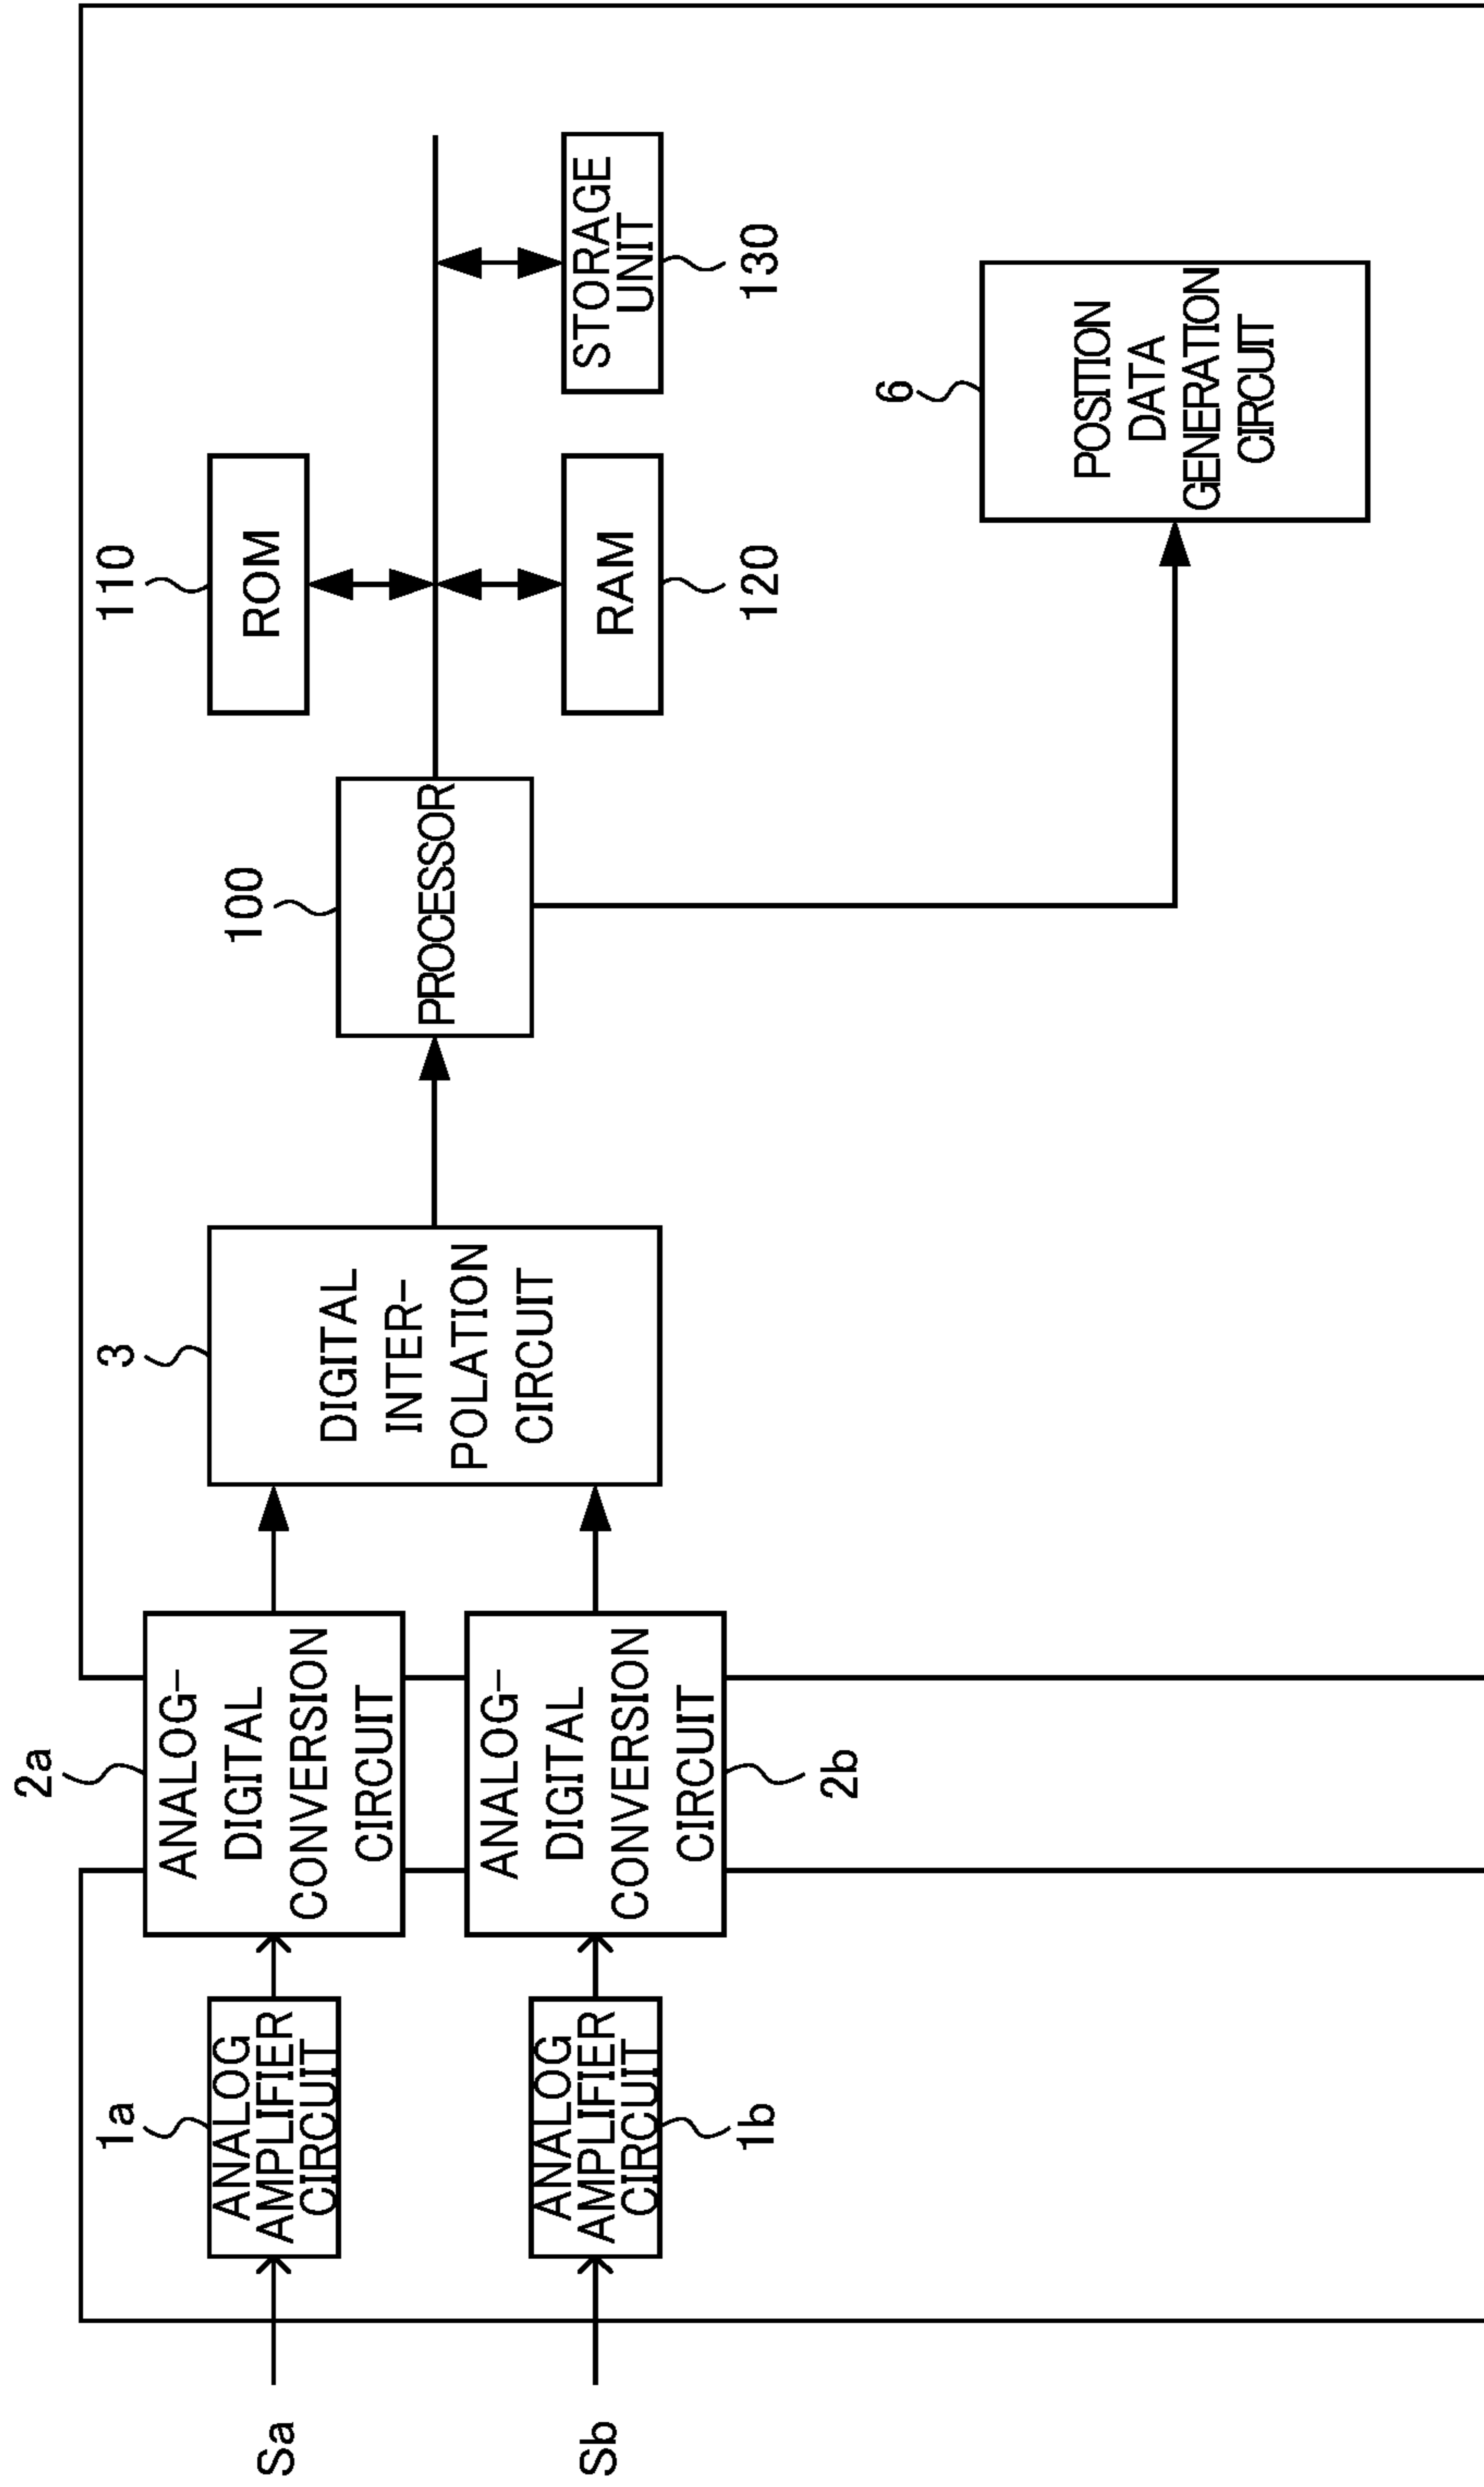 Sa
Sb
1a
ANALOG
AMPLIFIER
CIRCUIT
ANALOG
AMPLIFIER
CIRCUIT
1b
2a
ANALOG–
DIGITAL
CONVERSION
CIRCUIT
ANALOG–
DIGITAL
CONVERSION
CIRCUIT
2b
3
DIGITAL
INTER–
POLATION
CIRCUIT
100
PROCESSOR
110
ROM
RAM
120
STORAGE
UNIT
130
6
POSITION
DATA
GENERATION
CIRCUIT